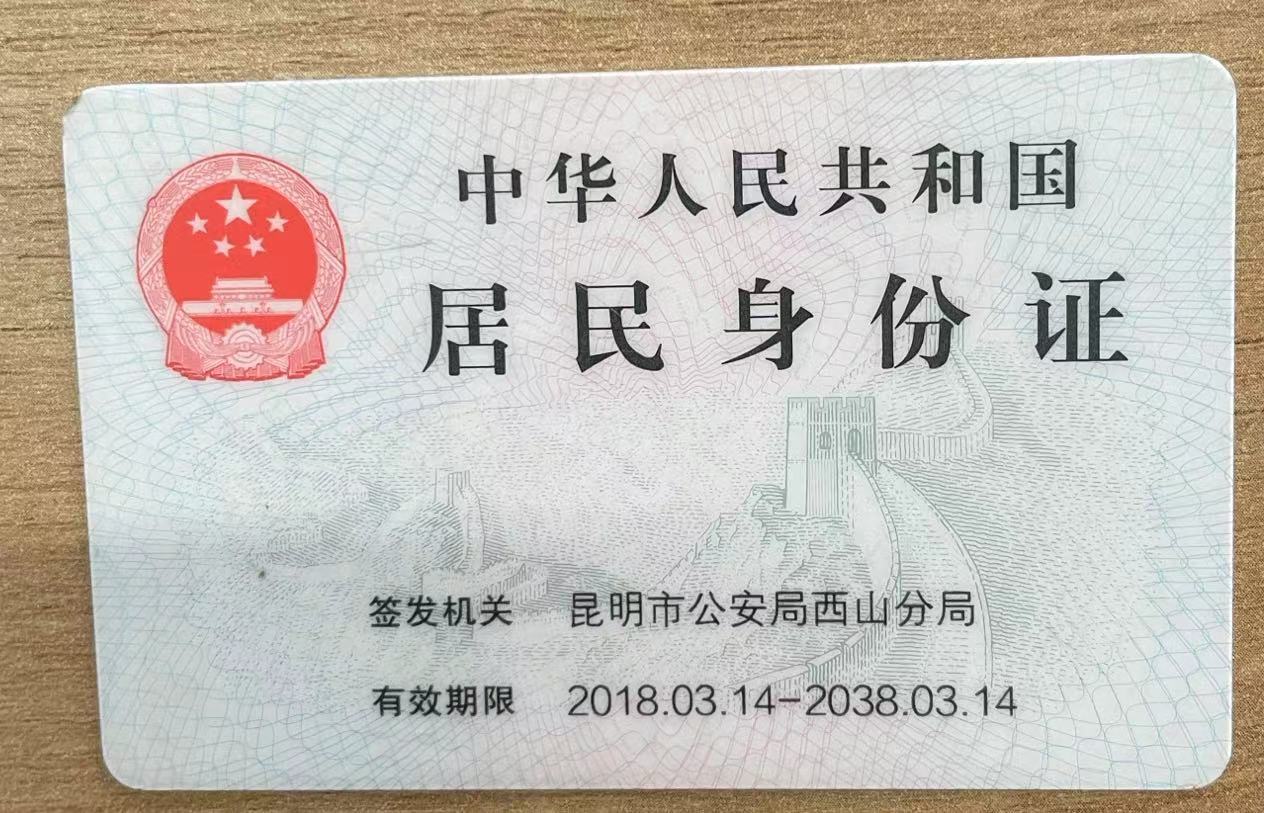 中华人民共和国
居民身份证
签发机关 昆明市公安局西山分局
有效期限 2018.03.14-2038.03.14